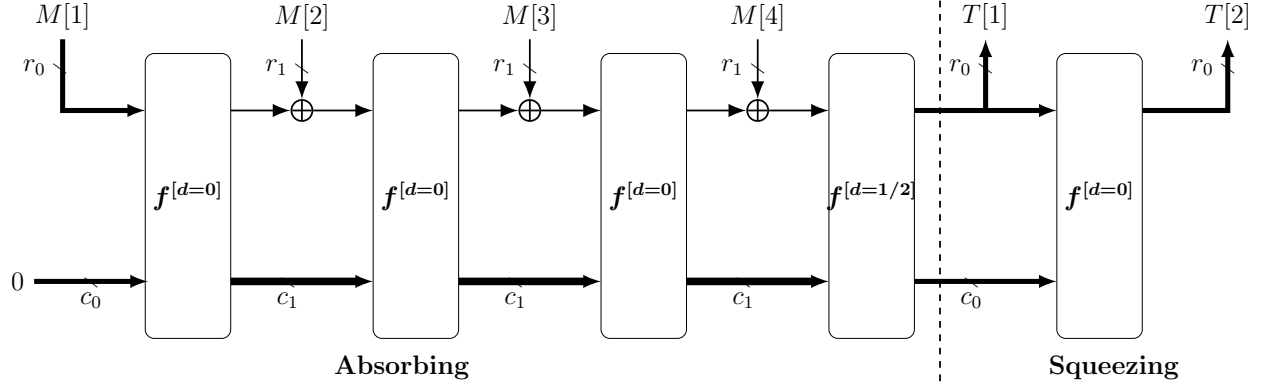 M[1] M[2] M[3] M[4] T[1] T[2]
r₀ r₁ r₁ r₁ r₀ r₀
f^[d=0] f^[d=0] f^[d=0] f^[d=1/2] f^[d=0]
0 c₀ c₁ c₁ c₁ c₀
Absorbing Squeezing